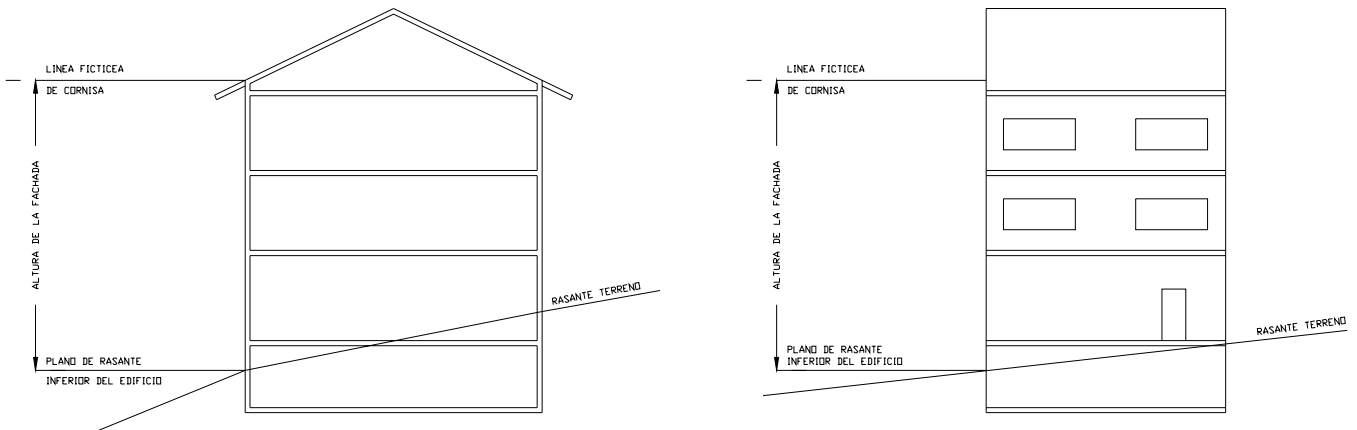 LINEA FICTICEA
DE CORNISA
ALTURA DE LA FACHADA
RASANTE TERRENO
PLANO DE RASANTE
INFERIOR DEL EDIFICIO
LINEA FICTICEA
DE CORNISA
ALTURA DE LA FACHADA
RASANTE TERRENO
PLANO DE RASANTE
INFERIOR DEL EDIFICIO